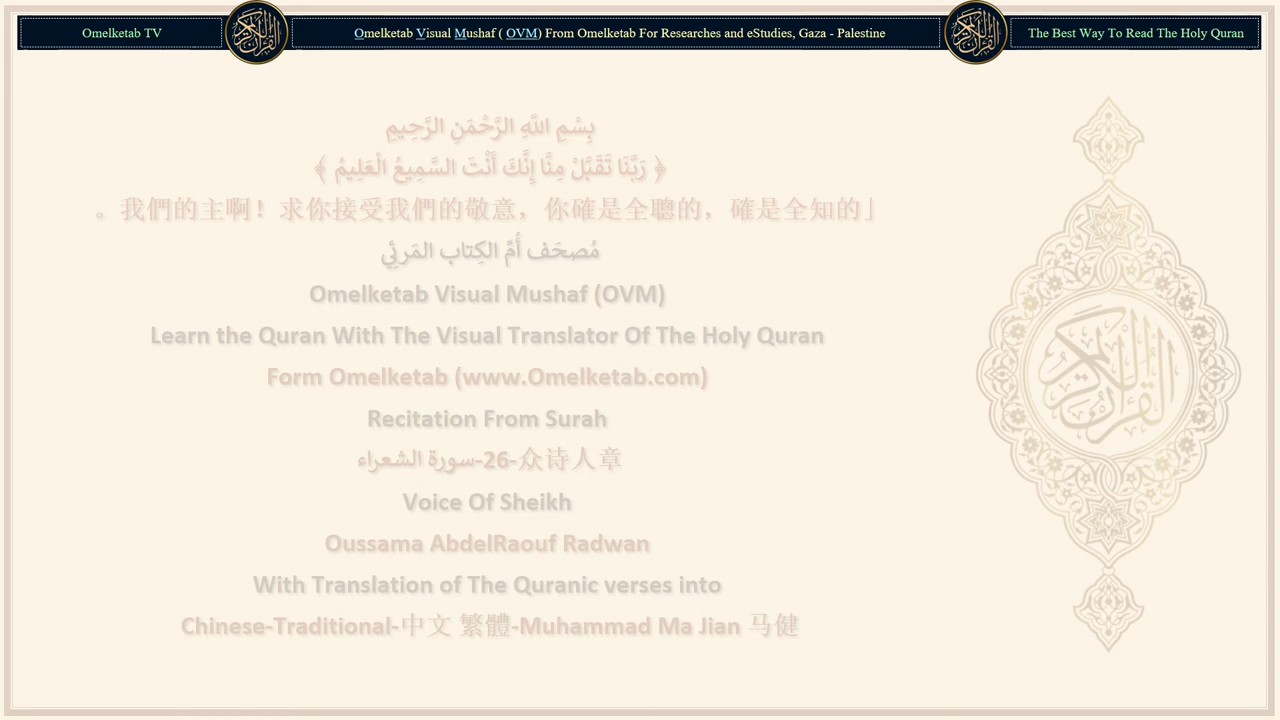 Omelketab TV
Omelketab Visual Mushaf ( OVM) From Omelketab For Researches and eStudies, Gaza - Palestine
The Best Way To Read The Holy Quran
بِسْمِ اللَّهِ الرَّحْمَنِ الرَّحِيمِ
﴿ رَبَّنَا تَقَبَّلْ مِنَّا إِنَّكَ أَنْتَ السَّمِيعُ الْعَلِيمُ ﴾
。我們的主啊！求你接受我們的敬意，你確是全聰的，確是全知的」
مُصحَف أُمِّ الكِتاب المَرئِي
Omelketab Visual Mushaf (OVM)
Learn the Quran With The Visual Translator Of The Holy Quran
Form Omelketab (www.Omelketab.com)
Recitation From Surah
سورة الشعراء-26-众诗人章
Voice Of Sheikh
Oussama AbdelRaouf Radwan
With Translation of The Quranic verses into
Chinese-Traditional-中文 繁體-Muhammad Ma Jian 马健
القرآن الكريم